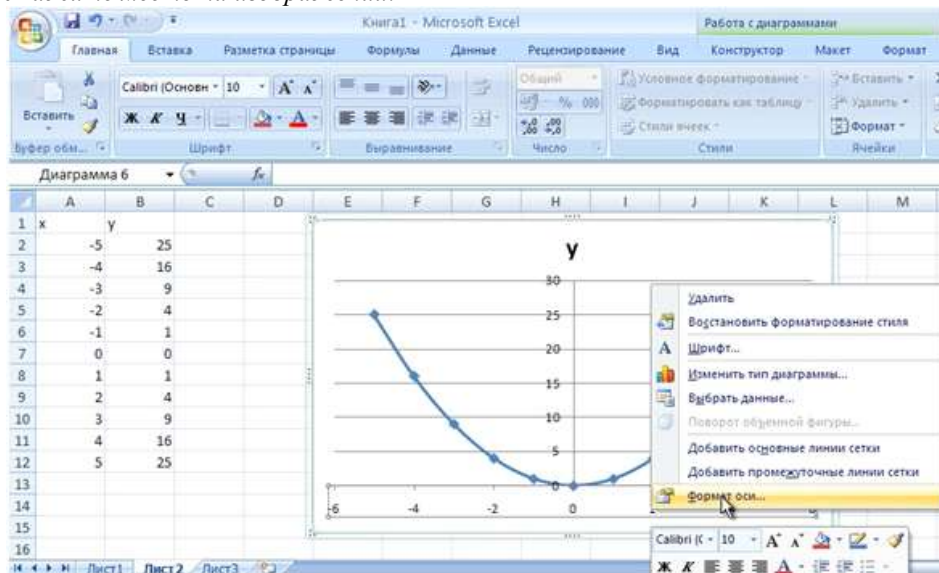 Книга1 - Microsoft Excel
Работа с диаграммами
Главная Вставка Разметка страницы Формулы Данные Рецензирование Вид Конструктор Макет Формат
Вставить
Calibri (Основн 10 A A
Ж К Ч A
Общий
% 000
Условное форматирование
Форматировать как таблицу
Стили ячеек
Вставить
Удалить
Формат
Буфер обм... Шрифт Выравнивание Число Стили Ячейки
Диаграмма 6 fx
A B C D E F G H I J K L M
1 x y
2 -5 25
3 -4 16
4 -3 9
5 -2 4
6 -1 1
7 0 0
8 1 1
9 2 4
10 3 9
11 4 16
12 5 25
13
14
15
16
y
30
25
20
15
10
5
0
-6 -4 -2 0
Удалить
Восстановить форматирование стиля
Шрифт...
Изменить тип диаграммы...
Выбрать данные...
Поворот объемной фигуры...
Добавить основные линии сетки
Добавить промежуточные линии сетки
Формат оси...
Calibri (С 10 A A
Ж К A
Лист1 Лист2 Лист3